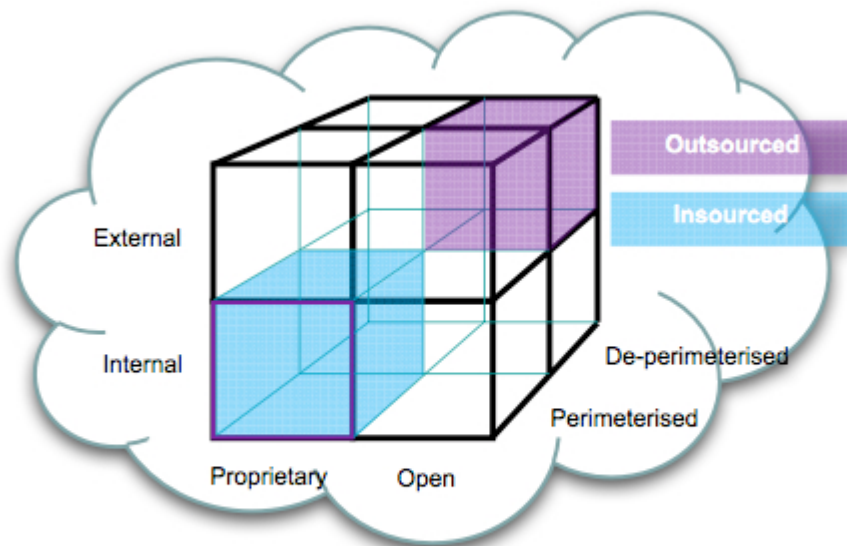 Outsourced
Insourced
External
Internal
De-perimeterised
Perimeterised
Proprietary
Open